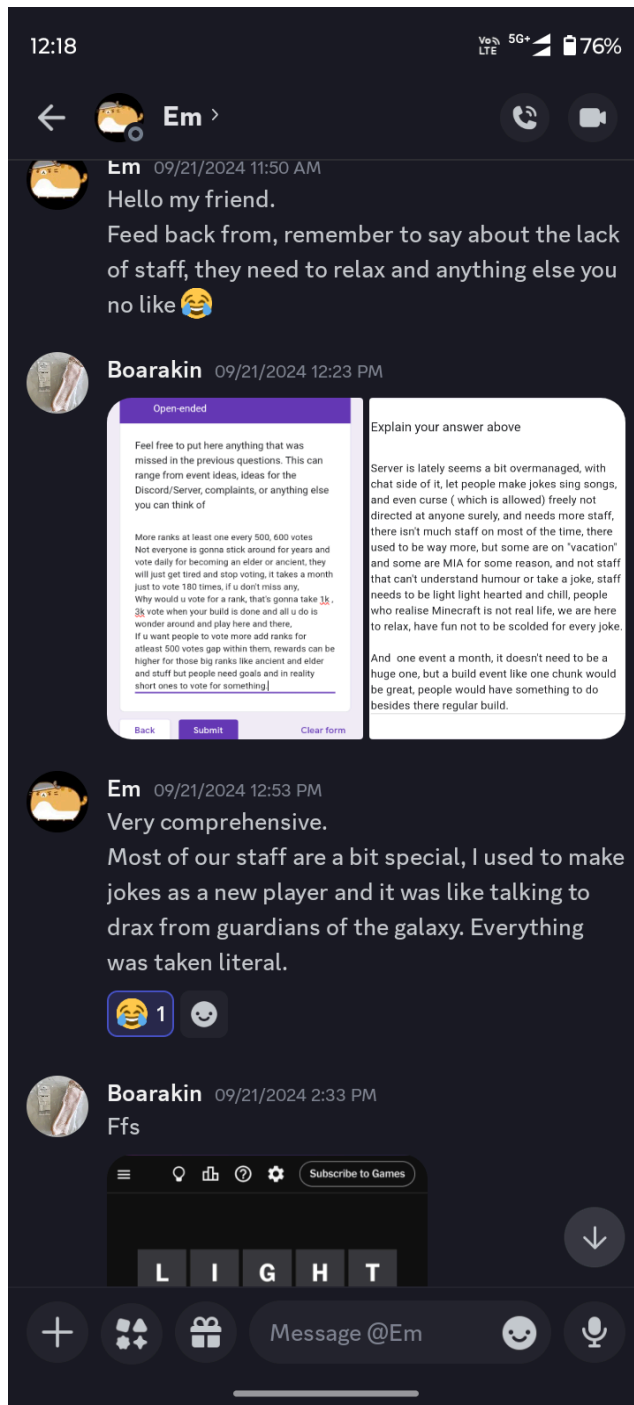 12:18
Vo LTE 5G+ 76%
Em
Em 09/21/2024 11:50 AM
Hello my friend.
Feed back from, remember to say about the lack
of staff, they need to relax and anything else you
no like 😂
Boarakin 09/21/2024 12:23 PM
Open-ended
Feel free to put here anything that was
missed in the previous questions. This can
range from event ideas, ideas for the
Discord/Server, complaints, or anything else
you can think of
More ranks at least one every 500, 600 votes
Not everyone is gonna stick around for years and
vote daily for becoming an elder or ancient, they
will just get tired and stop voting, it takes a month
just to vote 180 times, if u don't miss any,
Why would u vote for a rank, that's gonna take 1k ,
3k vote when your build is done and all u do is
wonder around and play here and there,
If u want people to vote more add ranks for
atleast 500 votes gap within them, rewards can be
higher for those big ranks like ancient and elder
and stuff but people need goals and in reality
short ones to vote for something.
Back Submit Clear form
Explain your answer above
Server is lately seems a bit overmanaged, with
chat side of it, let people make jokes sing songs,
and even curse ( which is allowed) freely not
directed at anyone surely, and needs more staff,
there isn't much staff on most of the time, there
used to be way more, but some are on "vacation"
and some are MIA for some reason, and not staff
that can't understand humour or take a joke, staff
needs to be light light hearted and chill, people
who realise Minecraft is not real life, we are here
to relax, have fun not to be scolded for every joke.
And one event a month, it doesn't need to be a
huge one, but a build event like one chunk would
be great, people would have something to do
besides there regular build.
Em 09/21/2024 12:53 PM
Very comprehensive.
Most of our staff are a bit special, I used to make
jokes as a new player and it was like talking to
drax from guardians of the galaxy. Everything
was taken literal.
😂 1
Boarakin 09/21/2024 2:33 PM
Ffs
Subscribe to Games
L I G H T
Message @Em